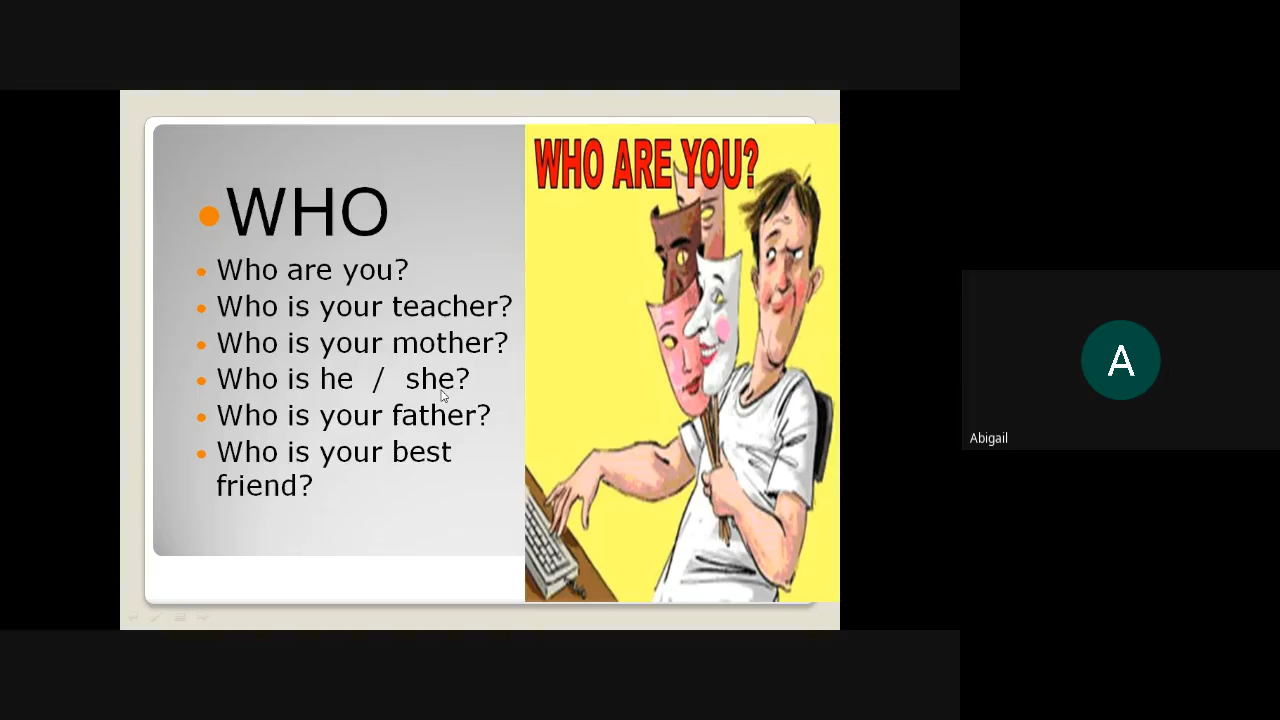 WHO
Who are you?
Who is your teacher?
Who is your mother?
Who is he / she?
Who is your father?
Who is your best
friend?
WHO ARE YOU?
A
Abigail